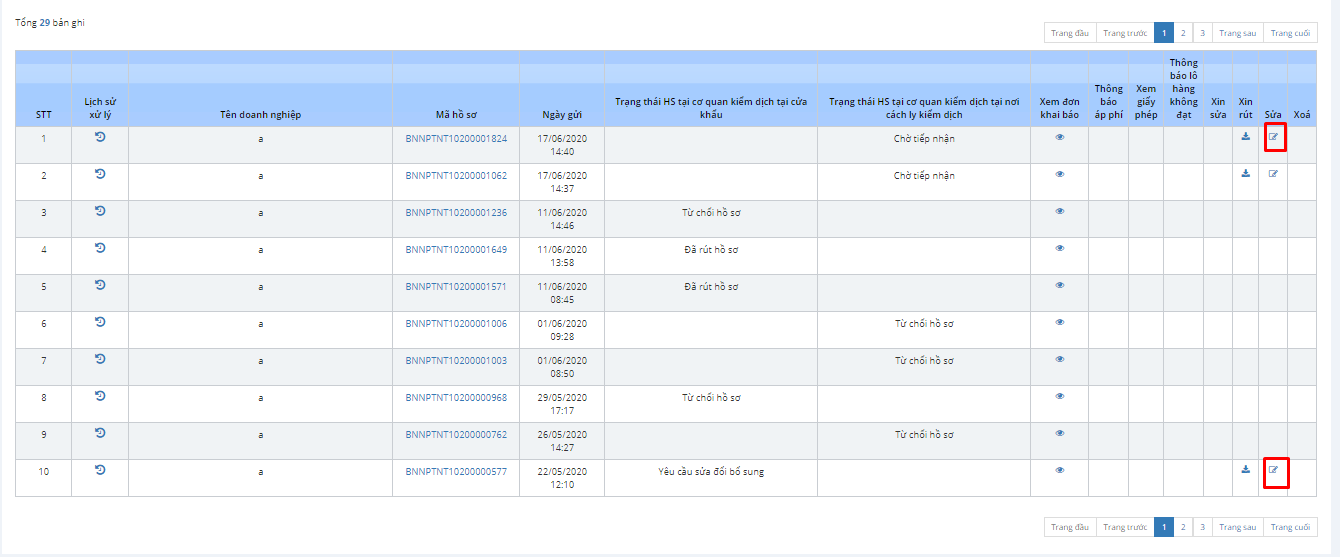 Tổng 29 bản ghi
Trang đầu Trang trước 1 2 3 Trang sau Trang cuối
STT Lịch sử xử lý Tên doanh nghiệp Mã hồ sơ Ngày gửi Trạng thái HS tại cơ quan kiểm dịch tại cửa khẩu Trạng thái HS tại cơ quan kiểm dịch tại nơi cách ly kiểm dịch Xem đơn khai báo Thông báo áp phí Xem giấy phép Thông báo lô hàng không đạt Xin sửa Xin rút Sửa Xoá
1 a BNNPTNT10200001824 17/06/2020 14:40 Chờ tiếp nhận
2 a BNNPTNT10200001062 17/06/2020 14:37 Chờ tiếp nhận
3 a BNNPTNT10200001236 11/06/2020 14:46 Từ chối hồ sơ
4 a BNNPTNT10200001649 11/06/2020 13:58 Đã rút hồ sơ
5 a BNNPTNT10200001571 11/06/2020 08:45 Đã rút hồ sơ
6 a BNNPTNT10200001006 01/06/2020 09:28 Từ chối hồ sơ
7 a BNNPTNT10200001003 01/06/2020 08:50 Từ chối hồ sơ
8 a BNNPTNT10200000968 29/05/2020 17:17 Từ chối hồ sơ
9 a BNNPTNT10200000762 26/05/2020 14:27 Từ chối hồ sơ
10 a BNNPTNT10200000577 22/05/2020 12:10 Yêu cầu sửa đổi bổ sung
Trang đầu Trang trước 1 2 3 Trang sau Trang cuối